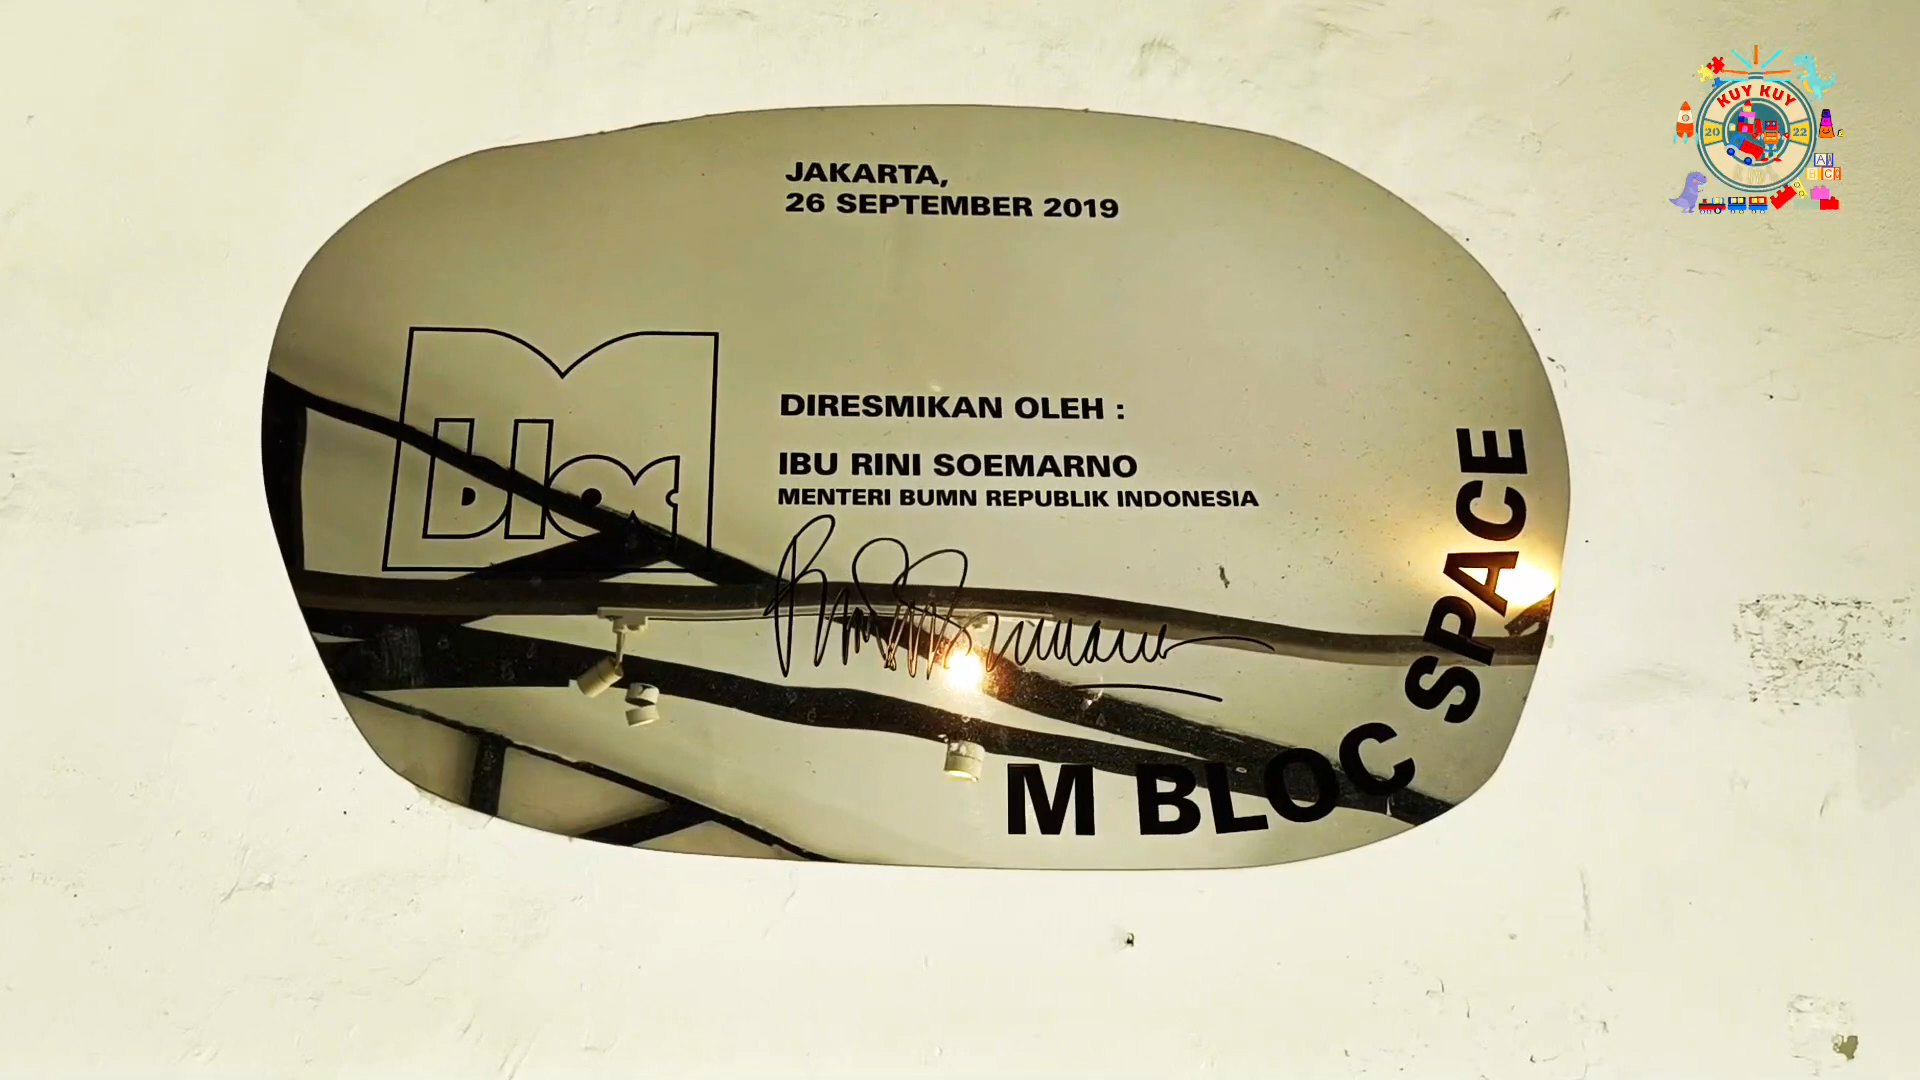 KUY KUY
20 22
JAKARTA,
26 SEPTEMBER 2019
M
bloc
DIRESMIKAN OLEH :
IBU RINI SOEMARNO
MENTERI BUMN REPUBLIK INDONESIA
M BLOC SPACE